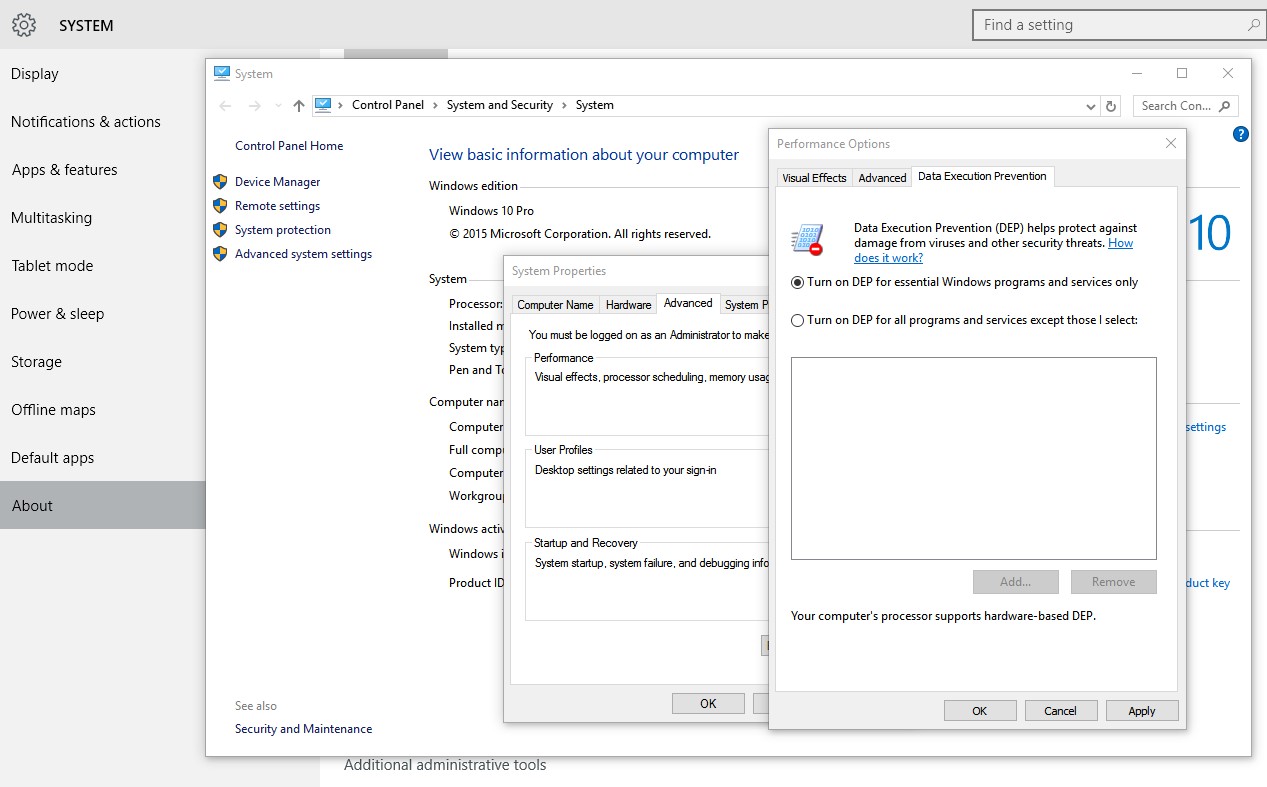 SYSTEM
Find a setting
Display
Notifications & actions
Apps & features
Multitasking
Tablet mode
Power & sleep
Storage
Offline maps
Default apps
About
System
Control Panel > System and Security > System
Search Con...
Control Panel Home
Device Manager
Remote settings
System protection
Advanced system settings
See also
Security and Maintenance
View basic information about your computer
Windows edition
Windows 10 Pro
© 2015 Microsoft Corporation. All rights reserved.
10
System
Processor:
Installed m
System typ
Pen and To
Computer nar
Computer
Full compu
Computer
Workgrou
settings
Windows activ
Windows i
Product ID
duct key
System Properties
Computer Name
Hardware
Advanced
System P
You must be logged on as an Administrator to make
Performance
Visual effects, processor scheduling, memory usag
User Profiles
Desktop settings related to your sign-in
Startup and Recovery
System startup, system failure, and debugging info
OK
Performance Options
Visual Effects
Advanced
Data Execution Prevention
Data Execution Prevention (DEP) helps protect against
damage from viruses and other security threats. How
does it work?
Turn on DEP for essential Windows programs and services only
Turn on DEP for all programs and services except those I select:
Add...
Remove
Your computer's processor supports hardware-based DEP.
OK
Cancel
Apply
Additional administrative tools